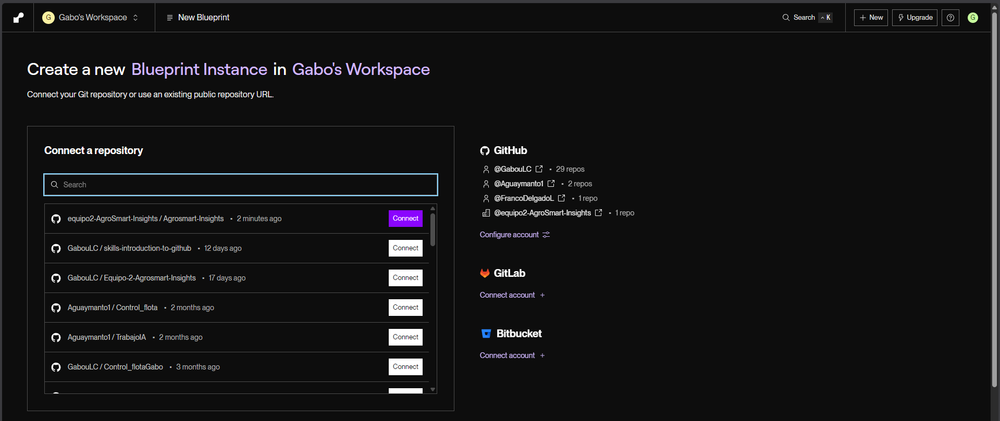 G Gabo's Workspace
New Blueprint
Search ^ K
+ New
Upgrade
G
Create a new Blueprint Instance in Gabo's Workspace
Connect your Git repository or use an existing public repository URL.
Connect a repository
Search
equipo2-AgroSmart-Insights / Agrosmart-Insights • 2 minutes ago Connect
GabouLC / skills-introduction-to-github • 12 days ago Connect
GabouLC / Equipo-2-Agrosmart-Insights • 17 days ago Connect
Aguaymanto1 / Control_flota • 2 months ago Connect
Aguaymanto1 / TrabajoIA • 2 months ago Connect
GabouLC / Control_flotaGabo • 3 months ago Connect
GitHub
@GabouLC • 29 repos
@Aguaymanto1 • 2 repos
@FrancoDelgadoL • 1 repo
@equipo2-AgroSmart-Insights • 1 repo
Configure account
GitLab
Connect account +
Bitbucket
Connect account +